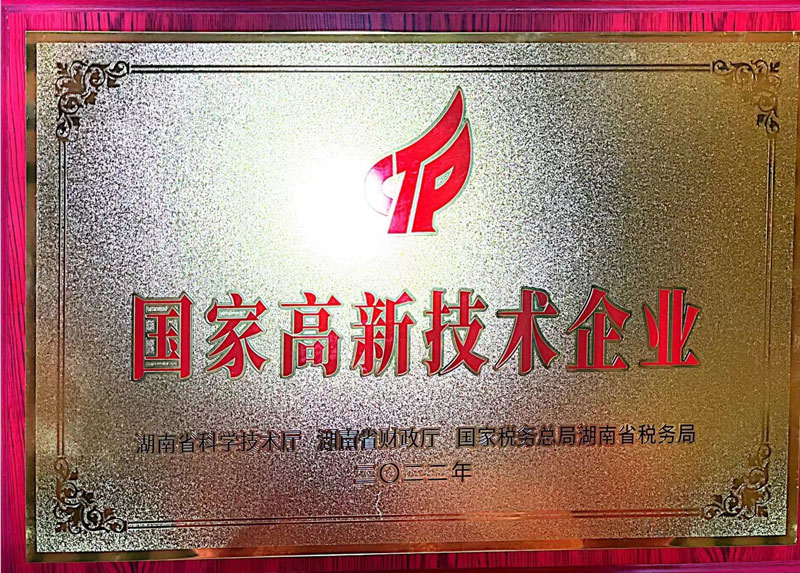 CTP
国家高新技术企业
湖南省科学技术厅 湖南省财政厅 国家税务总局湖南省税务局
二〇二二年